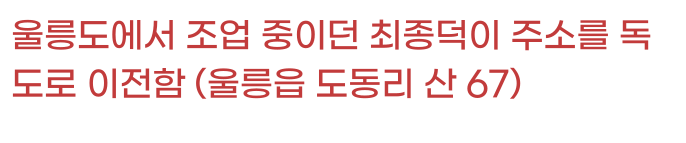 울릉도에서 조업 중이던 최종덕이 주소를 독
도로 이전함 (울릉읍 도동리 산 67)